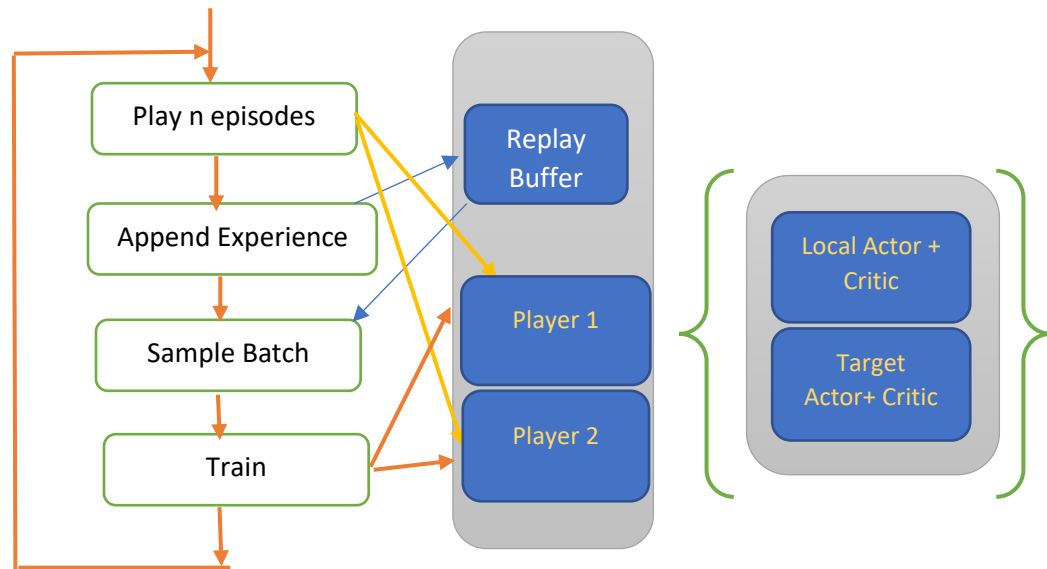 Play n episodes
Append Experience
Sample Batch
Train
Replay
Buffer
Player 1
Player 2
Local Actor +
Critic
Target
Actor+ Critic